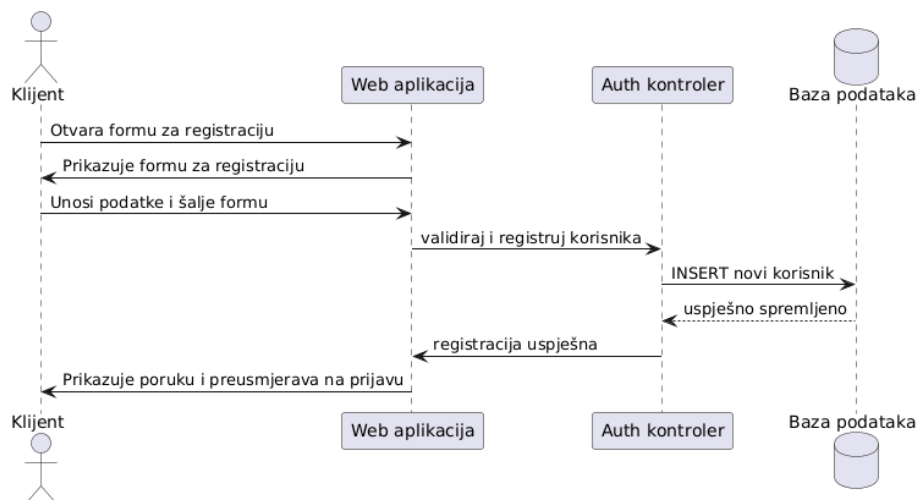 Klijent
Web aplikacija
Auth kontroler
Baza podataka
Otvara formu za registraciju
Prikazuje formu za registraciju
Unosi podatke i šalje formu
validiraj i registruj korisnika
INSERT novi korisnik
uspješno spremljeno
registracija uspješna
Prikazuje poruku i preusmjerava na prijavu
Klijent
Web aplikacija
Auth kontroler
Baza podataka